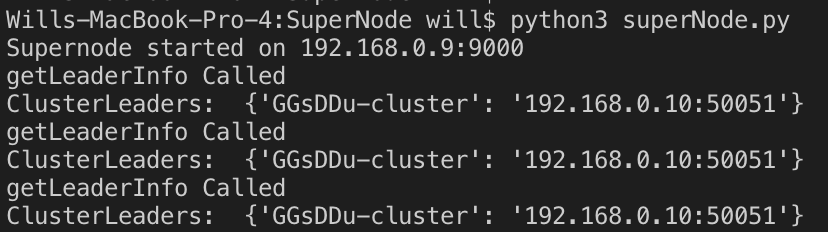 Wills-MacBook-Pro-4:SuperNode will$ python3 superNode.py
Supernode started on 192.168.0.9:9000
getLeaderInfo Called
ClusterLeaders:  {'GGsDDu-cluster': '192.168.0.10:50051'}
getLeaderInfo Called
ClusterLeaders:  {'GGsDDu-cluster': '192.168.0.10:50051'}
getLeaderInfo Called
ClusterLeaders:  {'GGsDDu-cluster': '192.168.0.10:50051'}